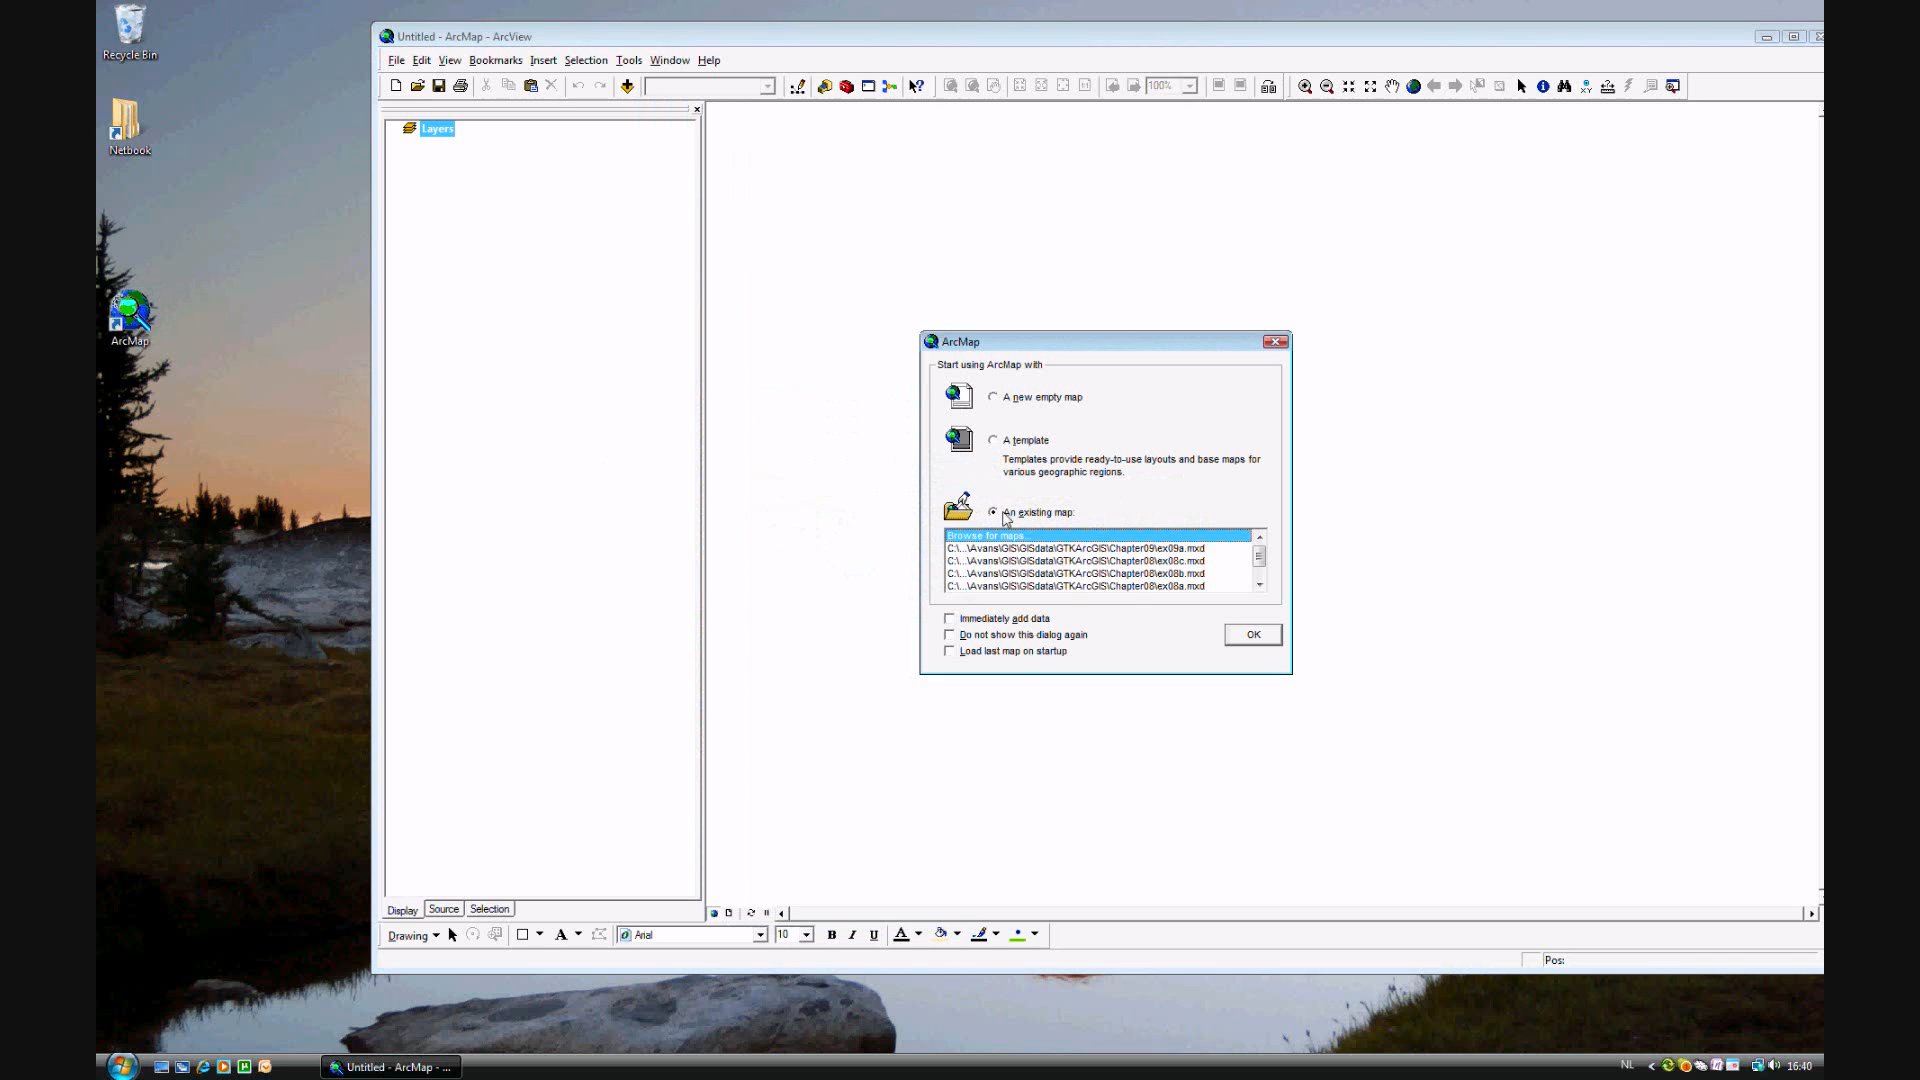 Recycle Bin
Netbook
ArcMap
Untitled - ArcMap - ArcView
File Edit View Bookmarks Insert Selection Tools Window Help
100%
Layers
ArcMap
Start using ArcMap with
A new empty map
A template
Templates provide ready-to-use layouts and base maps for
various geographic regions.
An existing map:
Browse for maps...
C:\...\Avans\GIS\GISdata\GTKArcGIS\Chapter09\ex09a.mxd
C:\...\Avans\GIS\GISdata\GTKArcGIS\Chapter08\ex08c.mxd
C:\...\Avans\GIS\GISdata\GTKArcGIS\Chapter08\ex08b.mxd
C:\...\Avans\GIS\GISdata\GTKArcGIS\Chapter08\ex08a.mxd
Immediately add data
Do not show this dialog again
Load last map on startup
OK
Display Source Selection
Drawing A Arial 10 B I U A
Pos:
Untitled - ArcMap - ...
NL 16:40